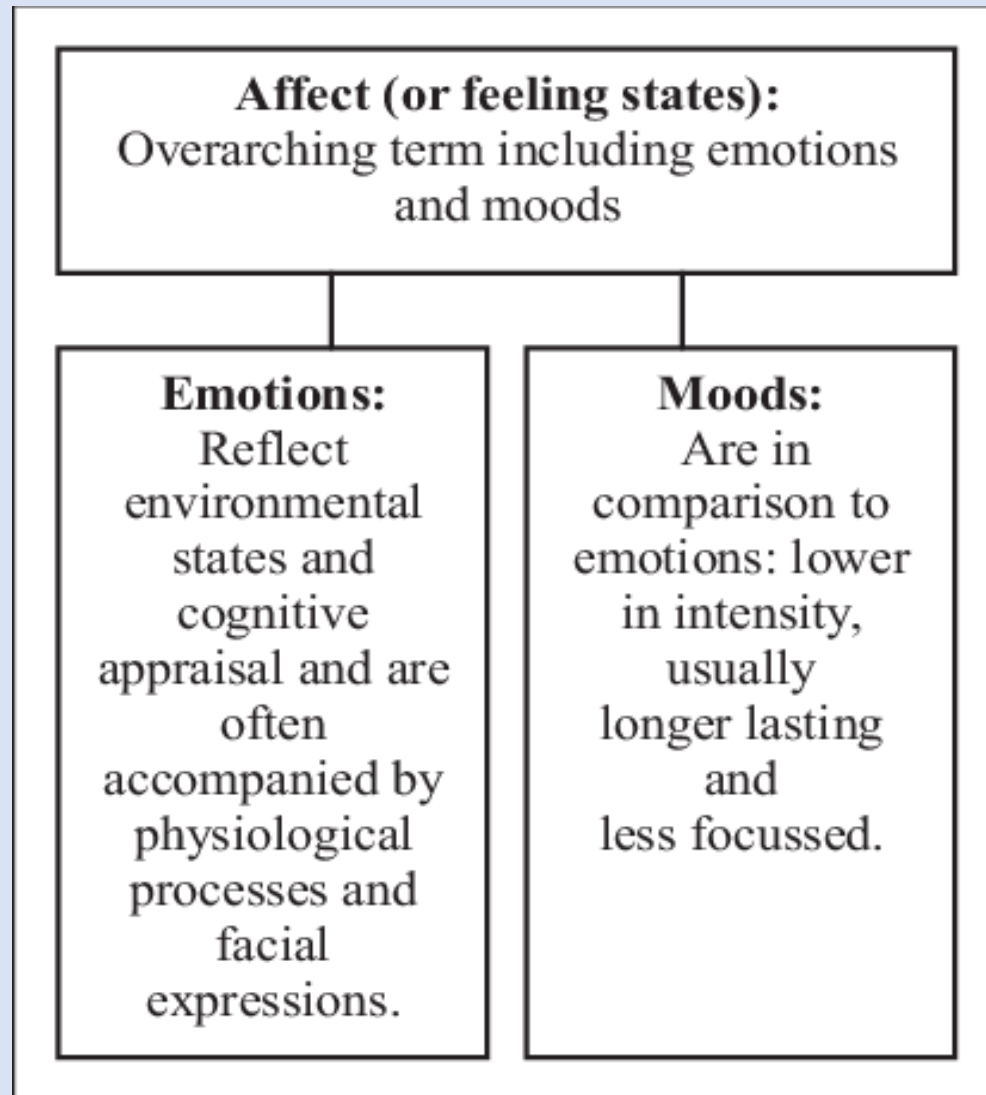 Affect (or feeling states):
Overarching term including emotions
and moods
Emotions:
Reflect
environmental
states and
cognitive
appraisal and are
often
accompanied by
physiological
processes and
facial
expressions.
Moods:
Are in
comparison to
emotions: lower
in intensity,
usually
longer lasting
and
less focussed.